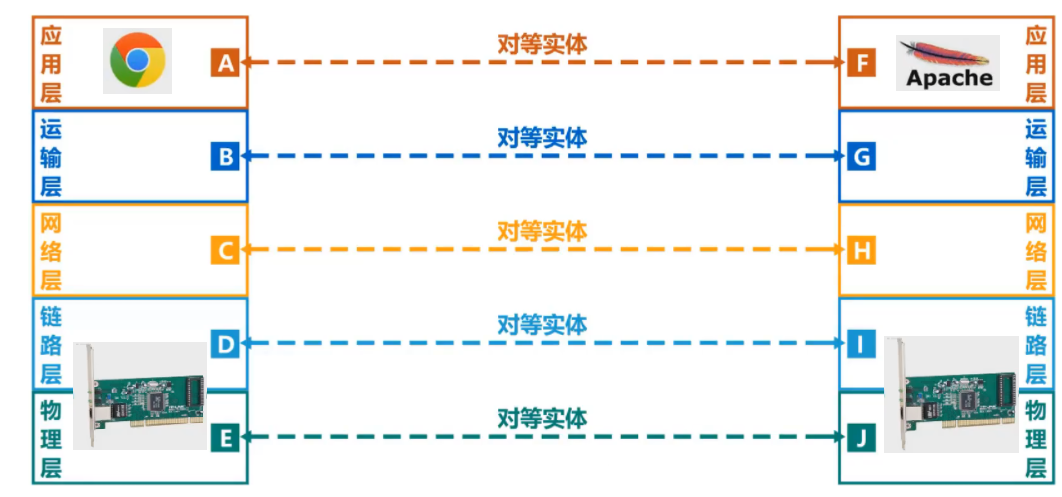 应用层
A
对等实体
F
Apache
应用层
运输层
B
对等实体
G
运输层
网络层
C
对等实体
H
网络层
链路层
D
对等实体
I
链路层
物理层
E
对等实体
J
物理层